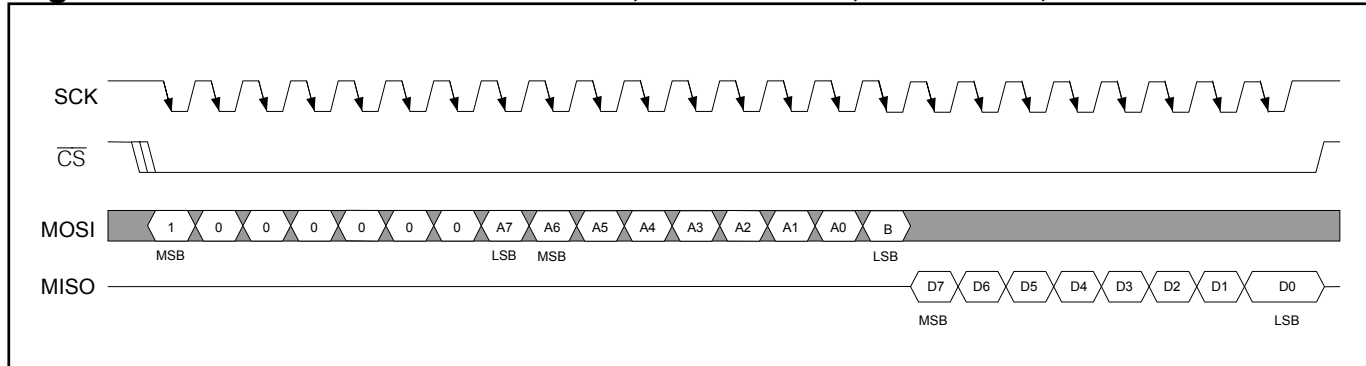 SCK
CS
MOSI 1 0 0 0 0 0 0 A7 A6 A5 A4 A3 A2 A1 A0 B
MSB LSB MSB LSB
MISO D7 D6 D5 D4 D3 D2 D1 D0
MSB LSB